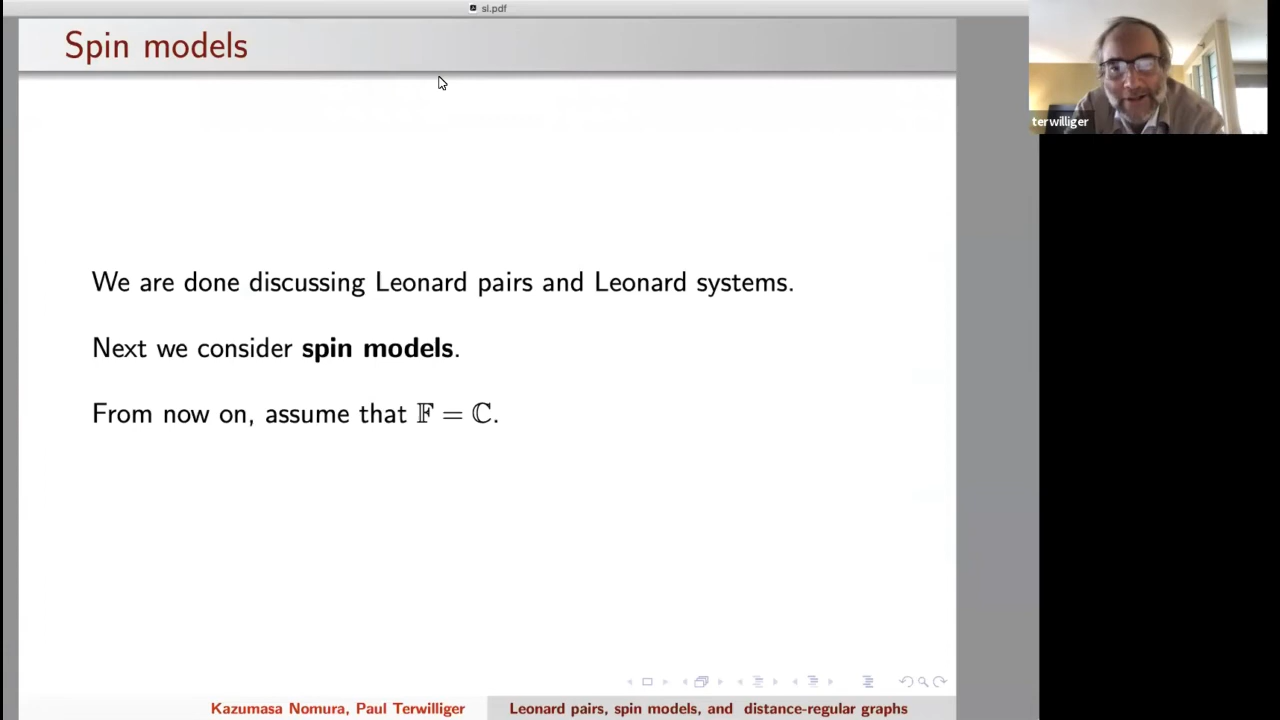 sl.pdf
Spin models
terwilliger
We are done discussing Leonard pairs and Leonard systems.
Next we consider spin models.
From now on, assume that 𝔽 = ℂ.
Kazumasa Nomura, Paul Terwilliger
Leonard pairs, spin models, and distance-regular graphs